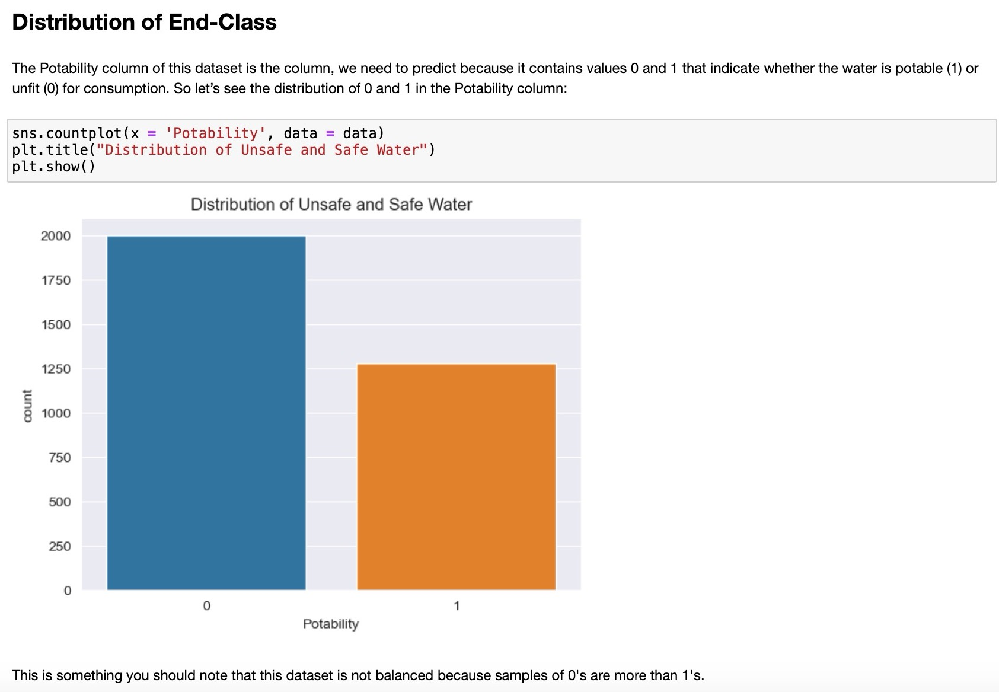 Distribution of End-Class
The Potability column of this dataset is the column, we need to predict because it contains values 0 and 1 that indicate whether the water is potable (1) or
unfit (0) for consumption. So let’s see the distribution of 0 and 1 in the Potability column:
sns.countplot(x = 'Potability', data = data)
plt.title("Distribution of Unsafe and Safe Water")
plt.show()
Distribution of Unsafe and Safe Water
2000
1750
1500
1250
1000
750
500
250
0
count
0 1
Potability
This is something you should note that this dataset is not balanced because samples of 0's are more than 1's.